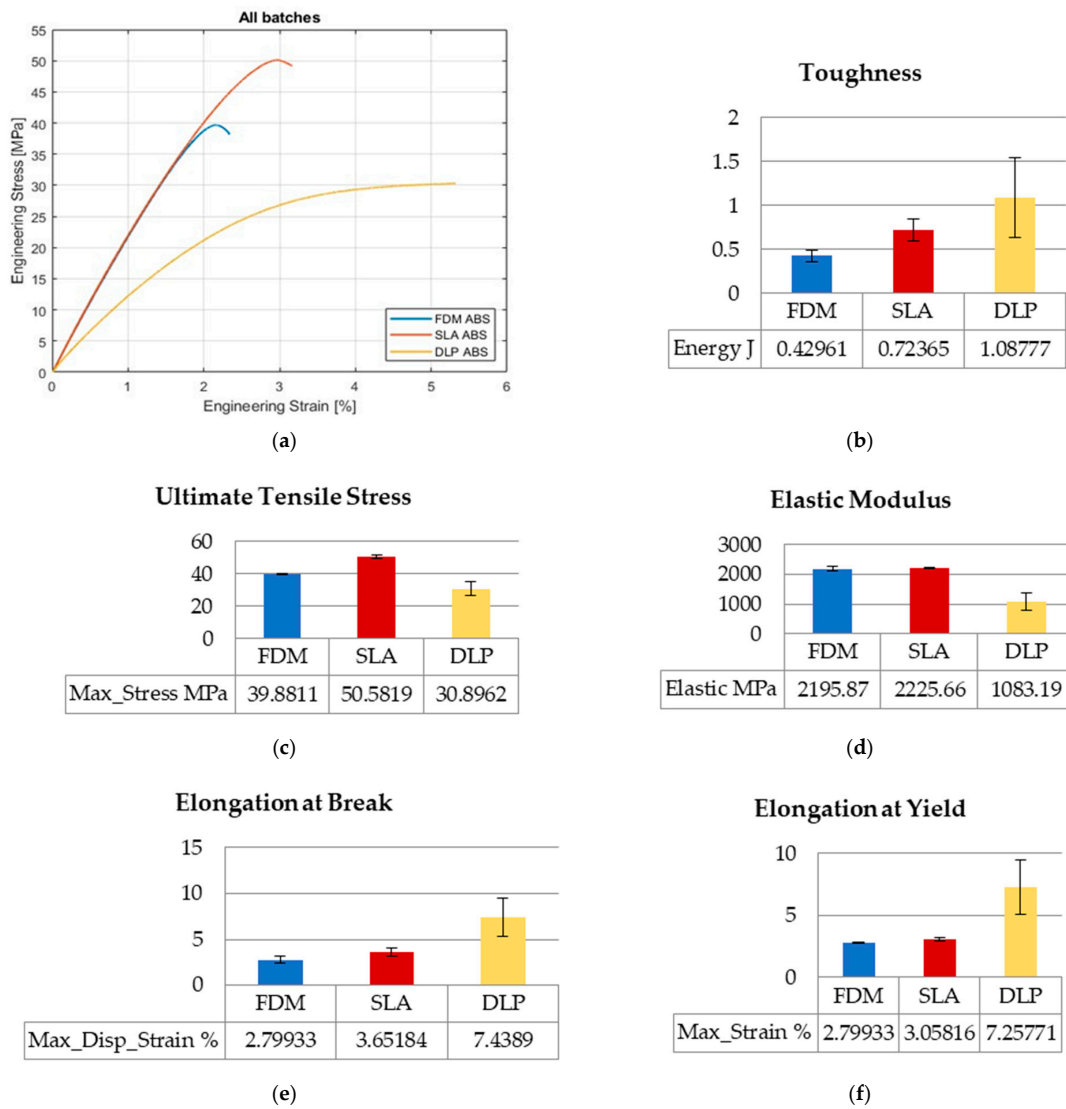 All batches
Engineering Stress [MPa]
55
50
45
40
35
30
25
20
15
10
5
0
0 1 2 3 4 5 6
Engineering Strain [%]
FDM ABS
SLA ABS
DLP ABS
(a)
Toughness
2
1.5
1
0.5
0
FDM SLA DLP
Energy J 0.42961 0.72365 1.08777
(b)
Ultimate Tensile Stress
60
40
20
0
FDM SLA DLP
Max_Stress MPa 39.8811 50.5819 30.8962
(c)
Elastic Modulus
3000
2000
1000
0
FDM SLA DLP
Elastic MPa 2195.87 2225.66 1083.19
(d)
Elongation at Break
15
10
5
0
FDM SLA DLP
Max_Disp_Strain % 2.79933 3.65184 7.4389
(e)
Elongation at Yield
10
5
0
FDM SLA DLP
Max_Strain % 2.79933 3.05816 7.25771
(f)